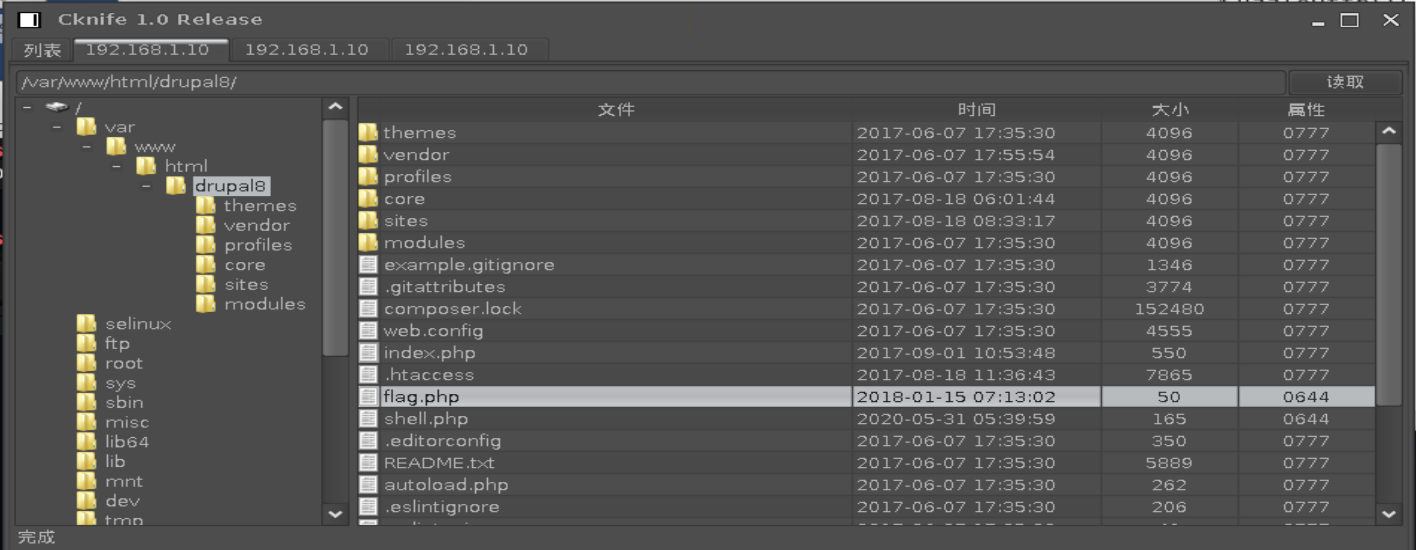 Cknife 1.0 Release
列表 192.168.1.10 192.168.1.10 192.168.1.10
/var/www/html/drupal8/ 读取
/
var
www
html
drupal8
themes
vendor
profiles
core
sites
modules
selinux
ftp
root
sys
sbin
misc
lib64
lib
mnt
dev
tmp
文件 时间 大小 属性
themes 2017-06-07 17:35:30 4096 0777
vendor 2017-06-07 17:55:54 4096 0777
profiles 2017-06-07 17:35:30 4096 0777
core 2017-08-18 06:01:44 4096 0777
sites 2017-08-18 08:33:17 4096 0777
modules 2017-06-07 17:35:30 4096 0777
example.gitignore 2017-06-07 17:35:30 1346 0777
.gitattributes 2017-06-07 17:35:30 3774 0777
composer.lock 2017-06-07 17:35:30 152480 0777
web.config 2017-06-07 17:35:30 4555 0777
index.php 2017-09-01 10:53:48 550 0777
.htaccess 2017-08-18 11:36:43 7865 0777
flag.php 2018-01-15 07:13:02 50 0644
shell.php 2020-05-31 05:39:59 165 0644
.editorconfig 2017-06-07 17:35:30 350 0777
README.txt 2017-06-07 17:35:30 5889 0777
autoload.php 2017-06-07 17:35:30 262 0777
.eslintignore 2017-06-07 17:35:30 206 0777
完成